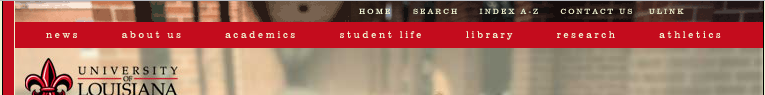 HOME SEARCH INDEX A-Z CONTACT US ULINK
news about us academics student life library research athletics
UNIVERSITY
OF
LOUISIANA